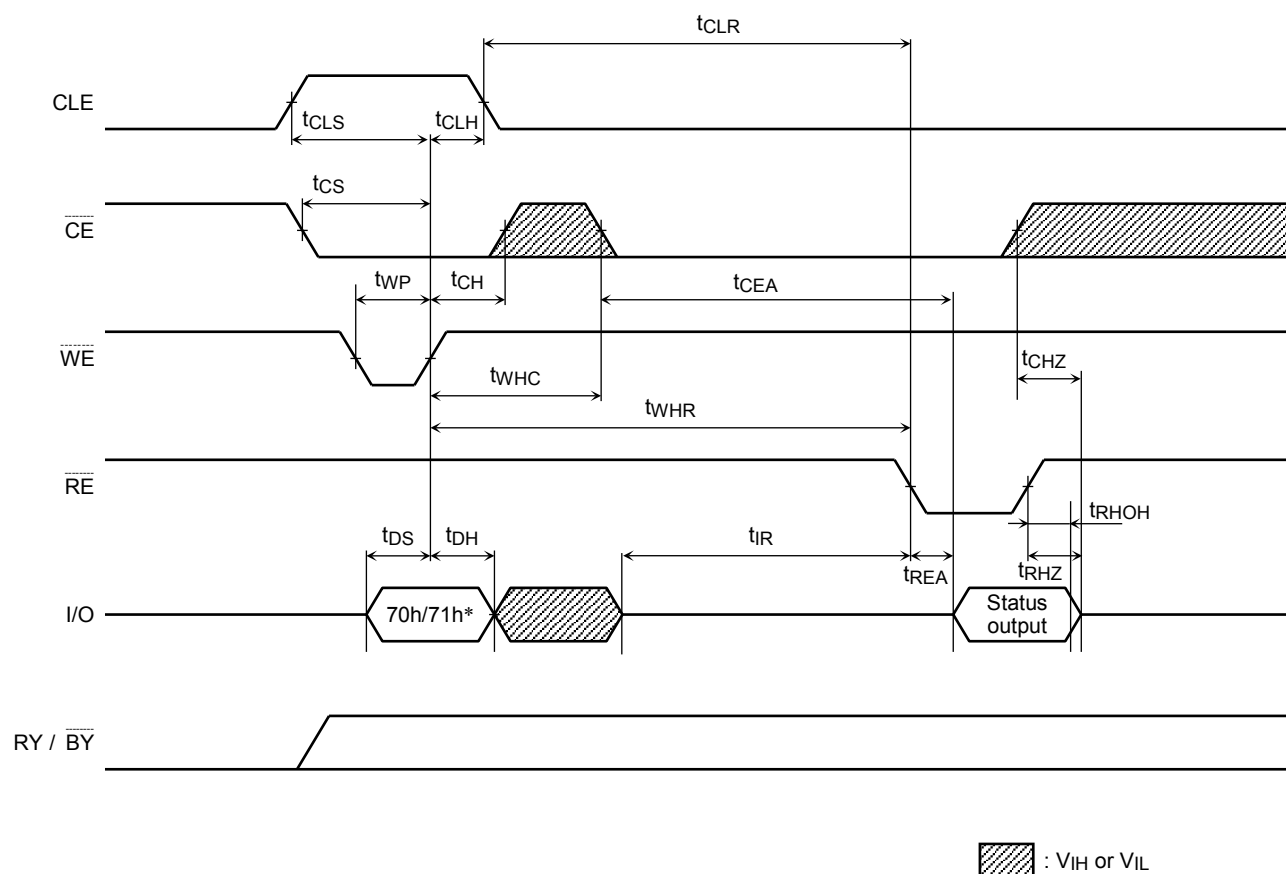 tCLR
CLE
tCLS
tCLH
tCS
CE
tWP
tCH
tCEA
WE
tCHZ
tWHC
tWHR
RE
tRHOH
tDS
tDH
tIR
tREA
tRHZ
I/O
70h/71h*
Status
output
RY / BY
: VIH or VIL